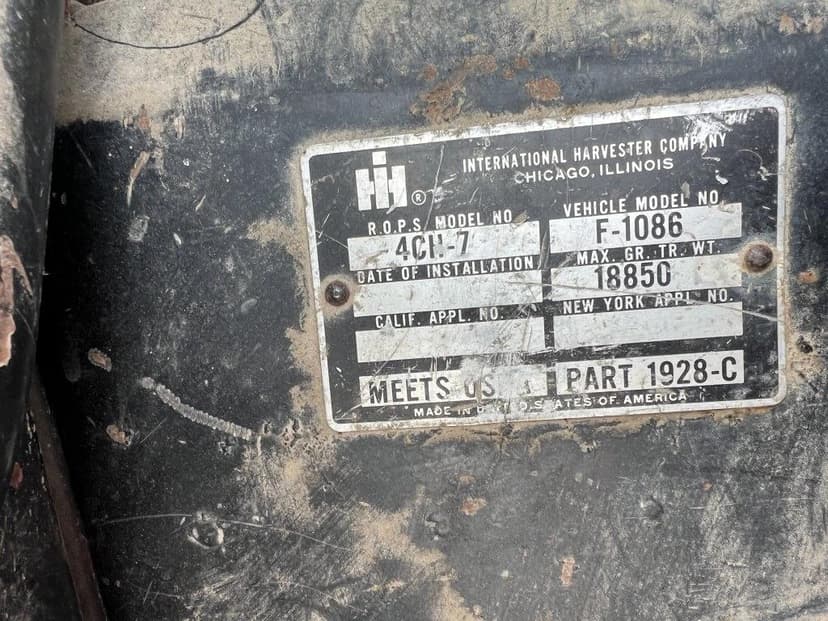 IH ®
INTERNATIONAL HARVESTER COMPANY
CHICAGO, ILLINOIS
R.O.P.S. MODEL NO
4CH-7
VEHICLE MODEL NO
F-1086
DATE OF INSTALLATION
MAX. GR. TR. WT.
18850
CALIF. APPL. NO.
NEW YORK APPL. NO.
MEETS PART 1928-C
MADE IN STATES OF AMERICA